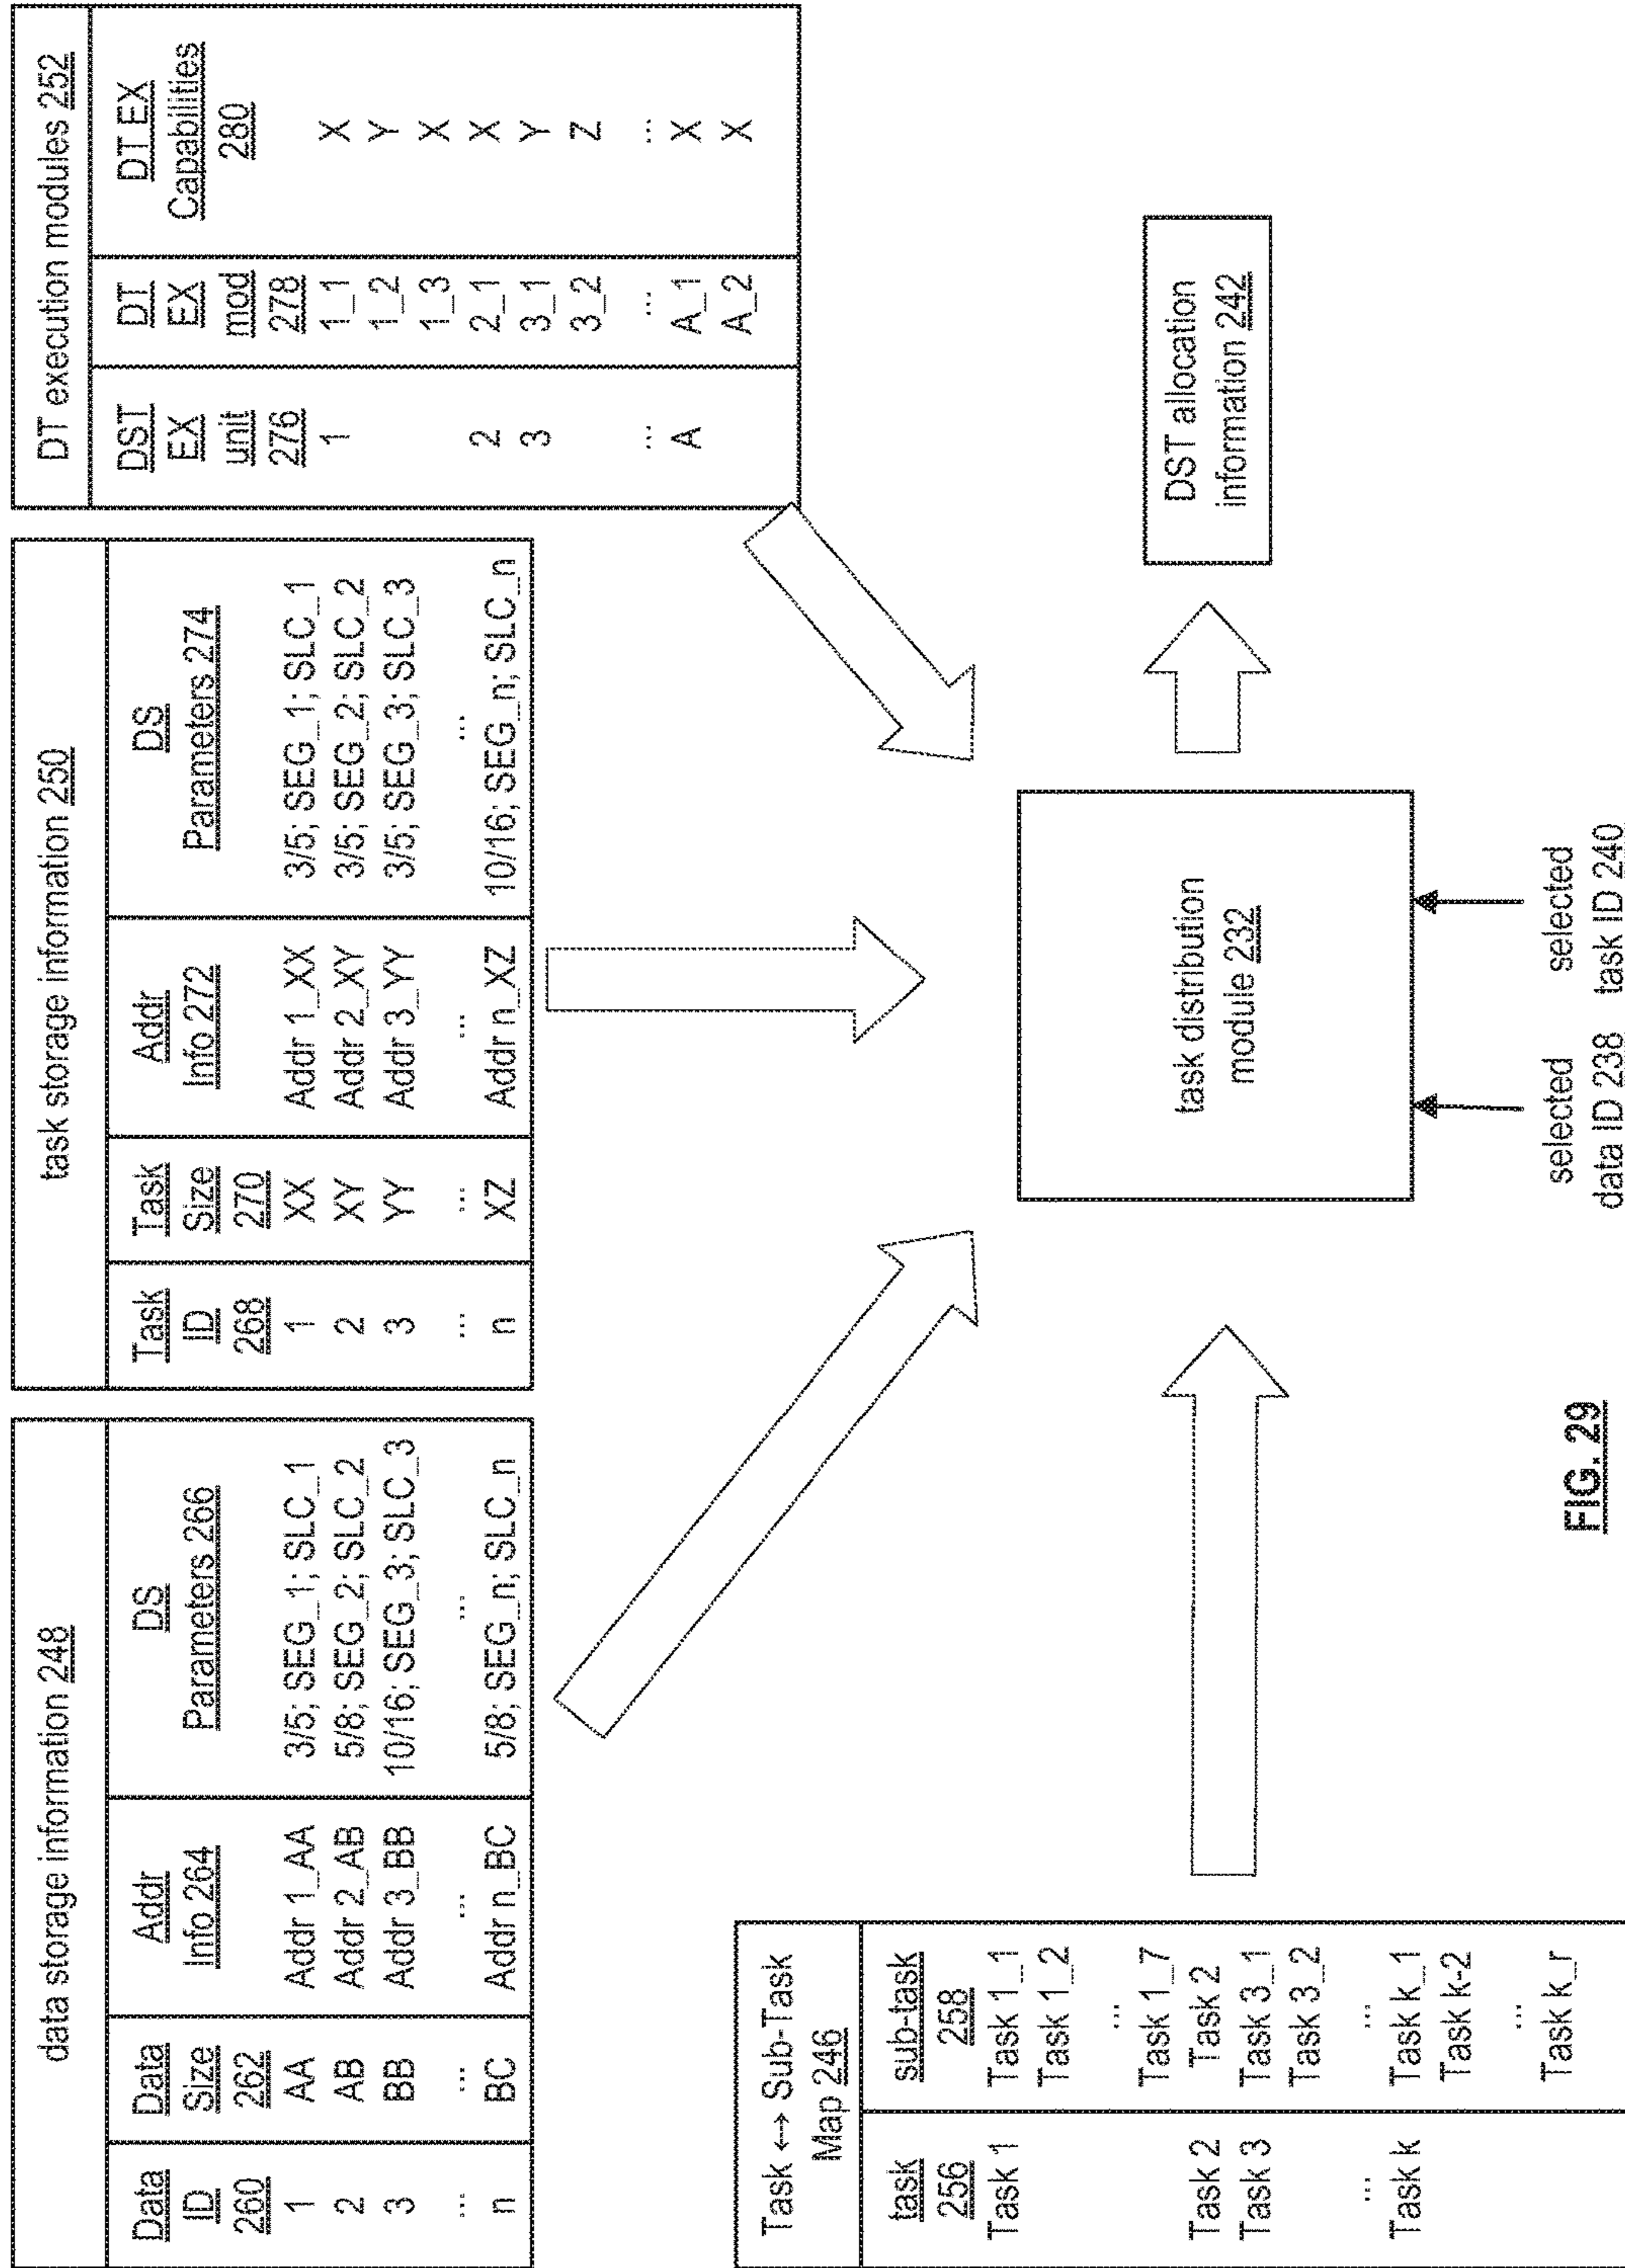 data storage information 248
Data
ID
260
Data
Size
262
Addr
Info 264
DS
Parameters 266
1 AA Addr 1_AA 3/5; SEG_1; SLC_1
2 AB Addr 2_AB 5/8; SEG_2; SLC_2
3 BB Addr 3_BB 10/16; SEG_3; SLC_3
... ... ... ...
n BC Addr n_BC 5/8; SEG_n; SLC_n
task storage information 250
Task
ID
268
Task
Size
270
Addr
Info 272
DS
Parameters 274
1 XX Addr 1_XX 3/5; SEG_1; SLC_1
2 XY Addr 2_XY 3/5; SEG_2; SLC_2
3 YY Addr 3_YY 3/5; SEG_3; SLC_3
... ... ... ...
n XZ Addr n_XZ 10/16; SEG_n; SLC_n
DT execution modules 252
DST
EX
unit
276
DT
EX
mod
278
DT EX
Capabilities
280
1 1_1 X
1_2 Y
1_3 X
2 2_1 X
3 3_1 Y
3_2 Z
... ... ...
A A_1 X
A_2 X
Task ↔ Sub-Task
Map 246
task
256
sub-task
258
Task 1 Task 1_1
Task 1_2
...
Task 1_7
Task 2 Task 2
Task 3 Task 3_1
Task 3_2
... ...
Task k Task k_1
Task k-2
...
Task k_r
task distribution
module 232
DST allocation
information 242
selected
data ID 238
selected
task ID 240
FIG. 29